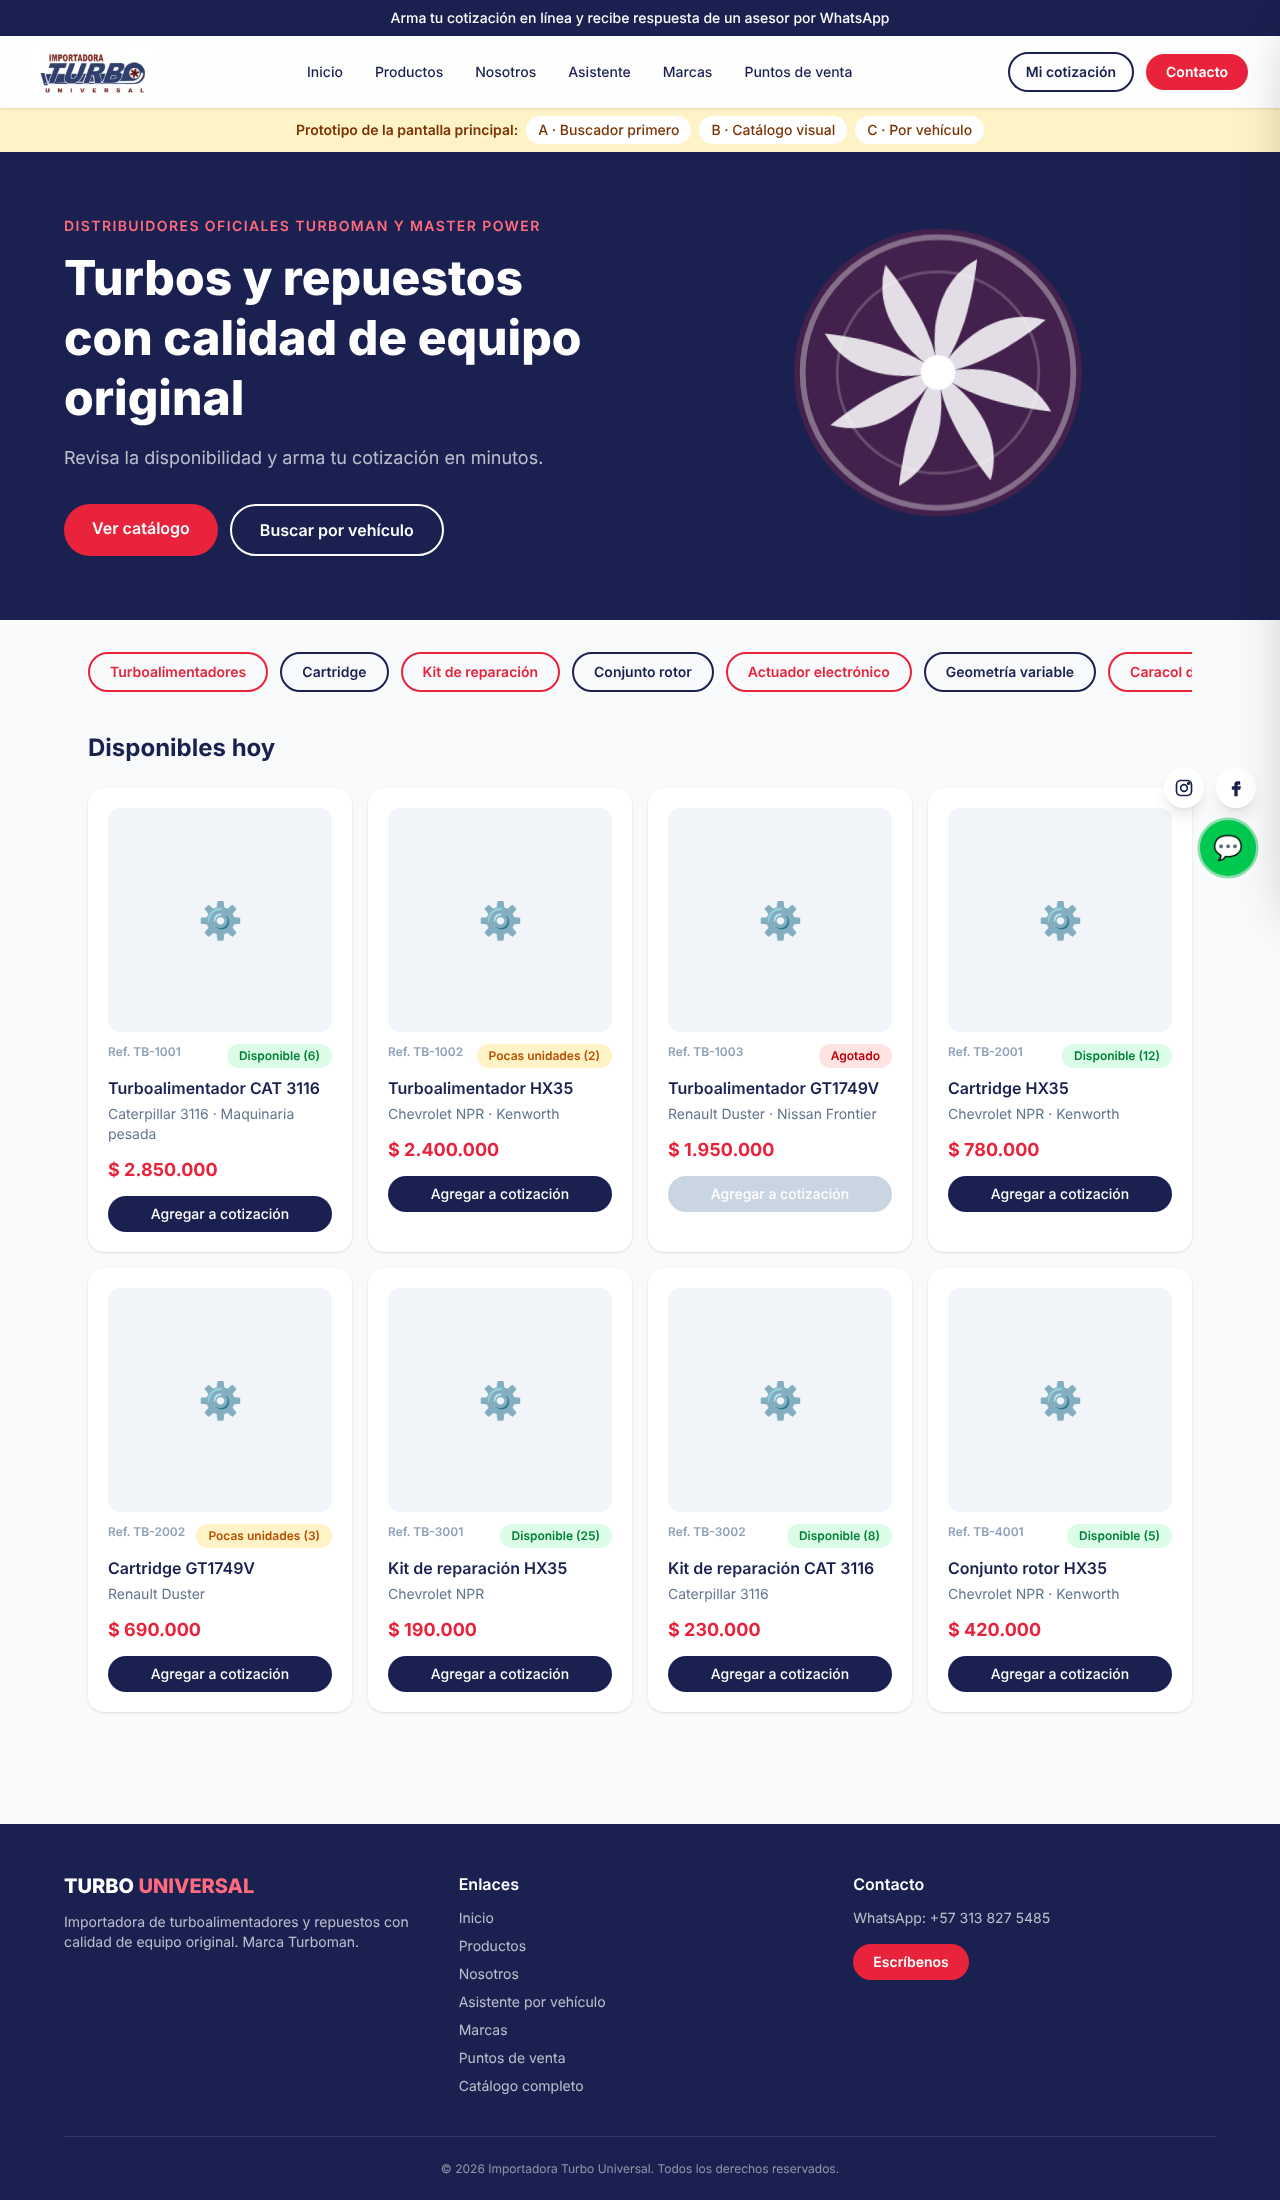 Arma tu cotización en línea y recibe respuesta de un asesor por WhatsApp
IMPORTADORA
TURBO
UNIVERSAL
Inicio
Productos
Nosotros
Asistente
Marcas
Puntos de venta
Mi cotización
Contacto
Prototipo de la pantalla principal:
A · Buscador primero
B · Catálogo visual
C · Por vehículo
DISTRIBUIDORES OFICIALES TURBOMAN Y MASTER POWER
Turbos y repuestos
con calidad de equipo
original
Revisa la disponibilidad y arma tu cotización en minutos.
Ver catálogo
Buscar por vehículo
Turboalimentadores
Cartridge
Kit de reparación
Conjunto rotor
Actuador electrónico
Geometría variable
Caracol d
Disponibles hoy
Ref. TB-1001
Disponible (6)
Turboalimentador CAT 3116
Caterpillar 3116 · Maquinaria
pesada
$ 2.850.000
Agregar a cotización
Ref. TB-1002
Pocas unidades (2)
Turboalimentador HX35
Chevrolet NPR · Kenworth
$ 2.400.000
Agregar a cotización
Ref. TB-1003
Agotado
Turboalimentador GT1749V
Renault Duster · Nissan Frontier
$ 1.950.000
Agregar a cotización
Ref. TB-2001
Disponible (12)
Cartridge HX35
Chevrolet NPR · Kenworth
$ 780.000
Agregar a cotización
Ref. TB-2002
Pocas unidades (3)
Cartridge GT1749V
Renault Duster
$ 690.000
Agregar a cotización
Ref. TB-3001
Disponible (25)
Kit de reparación HX35
Chevrolet NPR
$ 190.000
Agregar a cotización
Ref. TB-3002
Disponible (8)
Kit de reparación CAT 3116
Caterpillar 3116
$ 230.000
Agregar a cotización
Ref. TB-4001
Disponible (5)
Conjunto rotor HX35
Chevrolet NPR · Kenworth
$ 420.000
Agregar a cotización
TURBO UNIVERSAL
Importadora de turboalimentadores y repuestos con
calidad de equipo original. Marca Turboman.
Enlaces
Inicio
Productos
Nosotros
Asistente por vehículo
Marcas
Puntos de venta
Catálogo completo
Contacto
WhatsApp: +57 313 827 5485
Escríbenos
© 2026 Importadora Turbo Universal. Todos los derechos reservados.